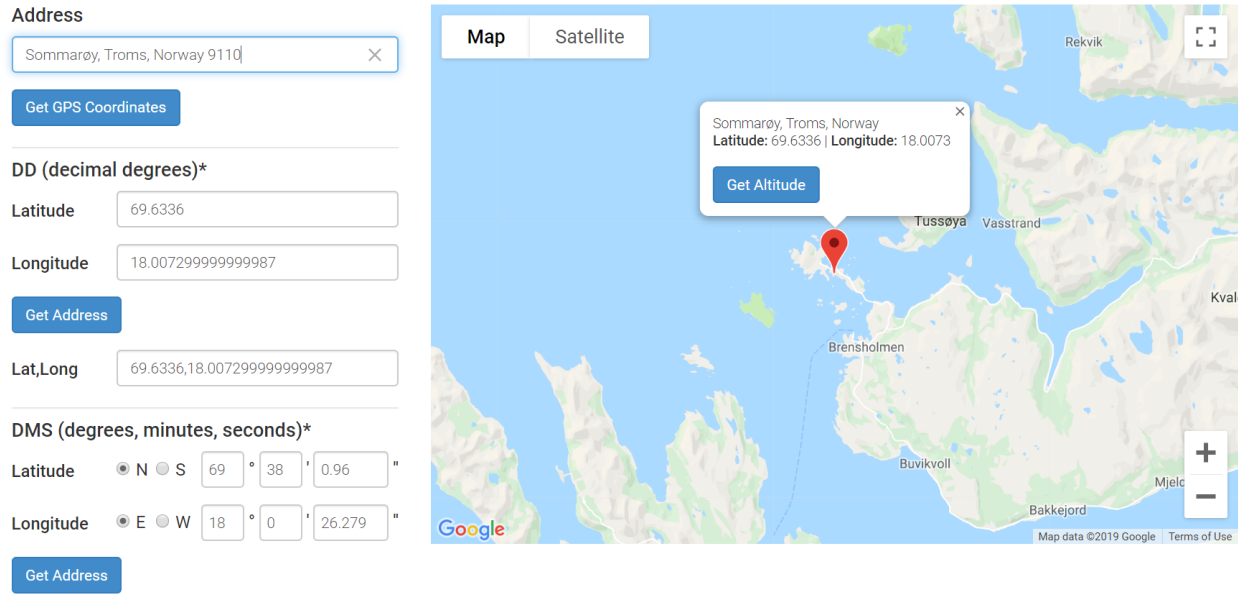 Address
Sommarøy, Troms, Norway 9110
Get GPS Coordinates
DD (decimal degrees)*
Latitude 69.6336
Longitude 18.007299999999987
Get Address
Lat,Long 69.6336,18.007299999999987
DMS (degrees, minutes, seconds)*
Latitude N S 69 ° 38 ' 0.96 "
Longitude E W 18 ° 0 ' 26.279 "
Get Address
Map Satellite
Rekvik
Sommarøy, Troms, Norway
Latitude: 69.6336 | Longitude: 18.0073
Get Altitude
Tussøya Vasstrand
Kval
Brensholmen
Buvikvoll
Mjeld
Bakkejord
Google
Map data ©2019 Google Terms of Use